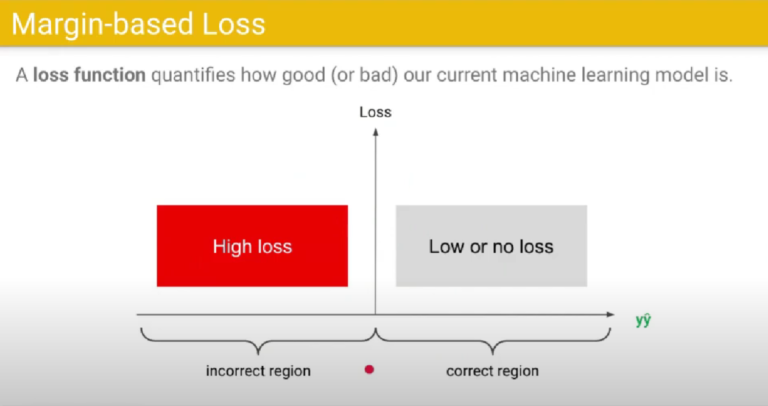 Margin-based Loss
A loss function quantifies how good (or bad) our current machine learning model is.
Loss
High loss
Low or no loss
yŷ
incorrect region
correct region